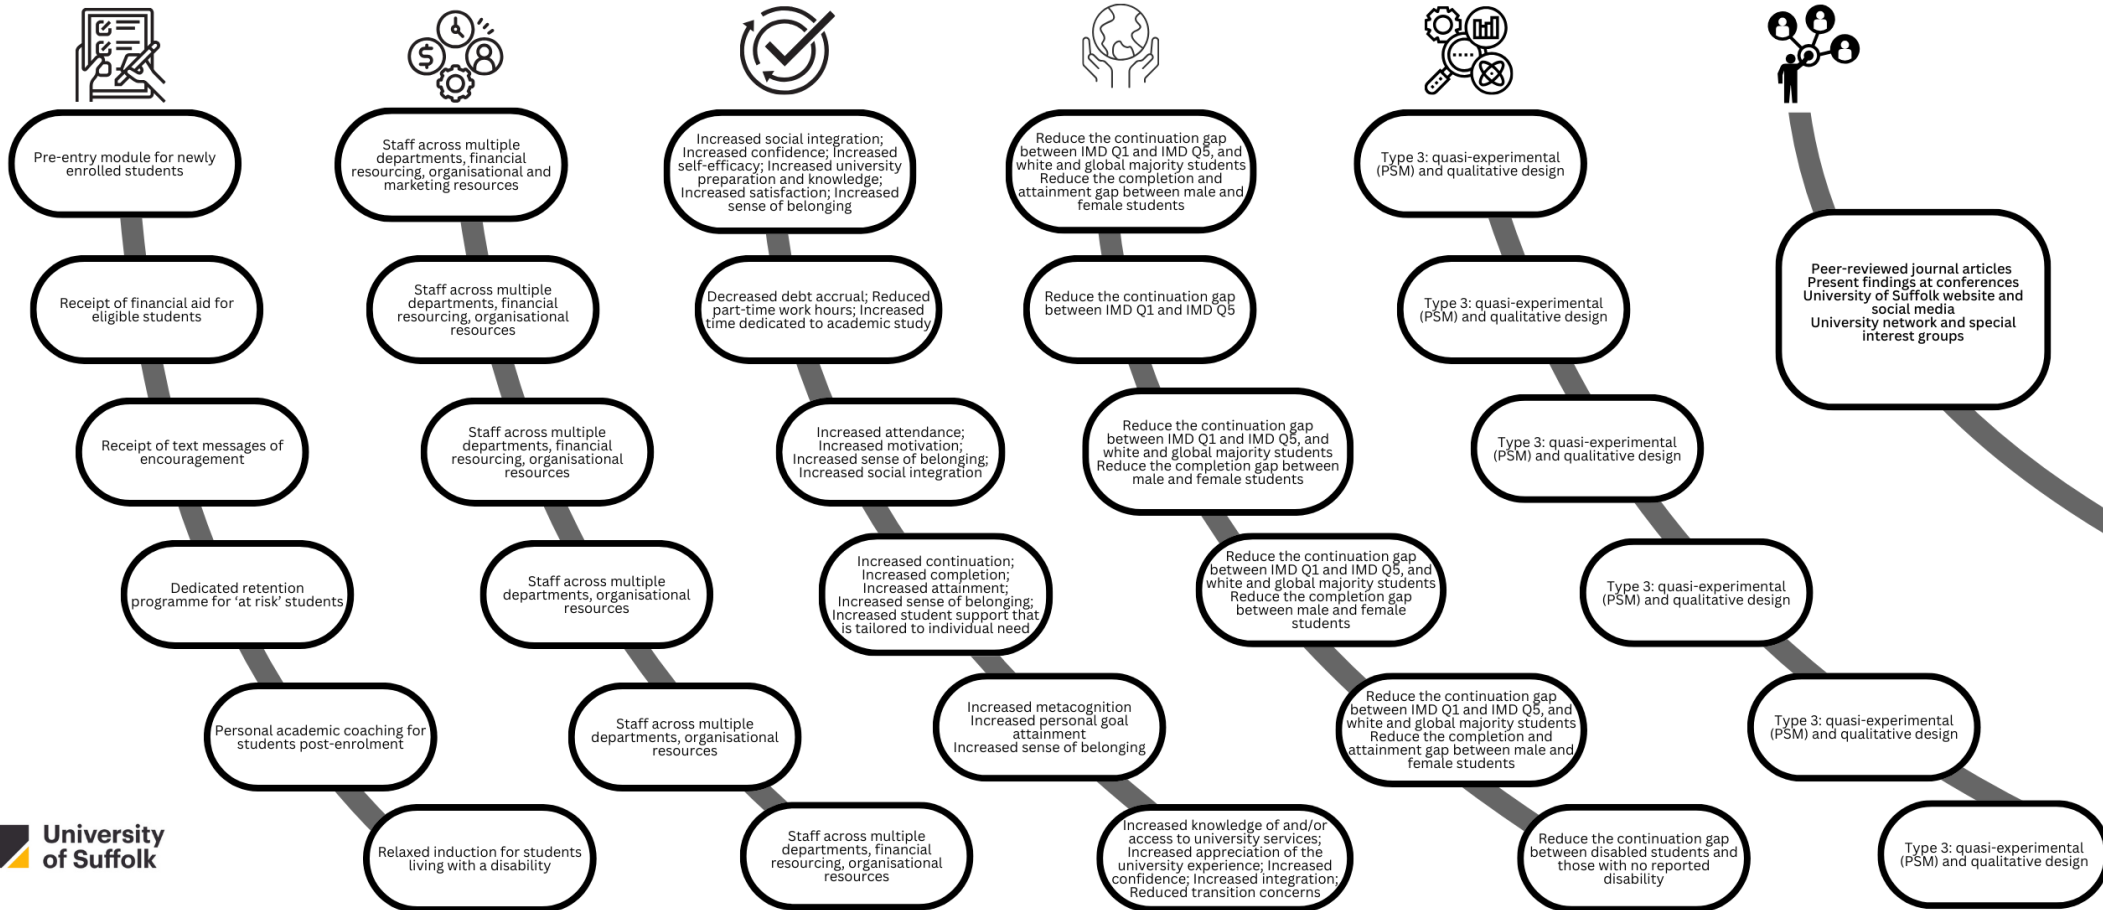 Pre-entry module for newly
enrolled students
Staff across multiple
departments, financial
resourcing, organisational and
marketing resources
Increased social integration;
Increased confidence; Increased
self-efficacy; Increased university
preparation and knowledge;
Increased satisfaction; Increased
sense of belonging
Reduce the continuation gap
between IMD Q1 and IMD Q5, and
white and global majority students
Reduce the completion and
attainment gap between male and
female students
Type 3: quasi-experimental
(PSM) and qualitative design
Peer-reviewed journal articles
Present findings at conferences
University of Suffolk website and
social media
University network and special
interest groups
Receipt of financial aid for
eligible students
Staff across multiple
departments, financial
resourcing, organisational
resources
Decreased debt accrual; Reduced
part-time work hours; Increased
time dedicated to academic study
Reduce the continuation gap
between IMD Q1 and IMD Q5
Type 3: quasi-experimental
(PSM) and qualitative design
Receipt of text messages of
encouragement
Staff across multiple
departments, financial
resourcing, organisational
resources
Increased attendance;
Increased motivation;
Increased sense of belonging;
Increased social integration
Reduce the continuation gap
between IMD Q1 and IMD Q5, and
white and global majority students
Reduce the completion gap between
male and female students
Type 3: quasi-experimental
(PSM) and qualitative design
Dedicated retention
programme for ‘at risk’ students
Staff across multiple
departments, organisational
resources
Increased continuation;
Increased completion;
Increased attainment;
Increased sense of belonging;
Increased student support that
is tailored to individual need
Reduce the continuation gap
between IMD Q1 and IMD Q5, and
white and global majority students
Reduce the completion gap
between male and female
students
Type 3: quasi-experimental
(PSM) and qualitative design
Personal academic coaching for
students post-enrolment
Staff across multiple
departments, organisational
resources
Increased metacognition
Increased personal goal
attainment
Increased sense of belonging
Reduce the continuation gap
between IMD Q1 and IMD Q5, and
white and global majority students
Reduce the completion and
attainment gap between male and
female students
Type 3: quasi-experimental
(PSM) and qualitative design
Relaxed induction for students
living with a disability
Staff across multiple
departments, financial
resourcing, organisational
resources
Increased knowledge of and/or
access to university services;
Increased appreciation of the
university experience; Increased
confidence; Increased integration;
Reduced transition concerns
Reduce the continuation gap
between disabled students and
those with no reported
disability
Type 3: quasi-experimental
(PSM) and qualitative design
University
of Suffolk